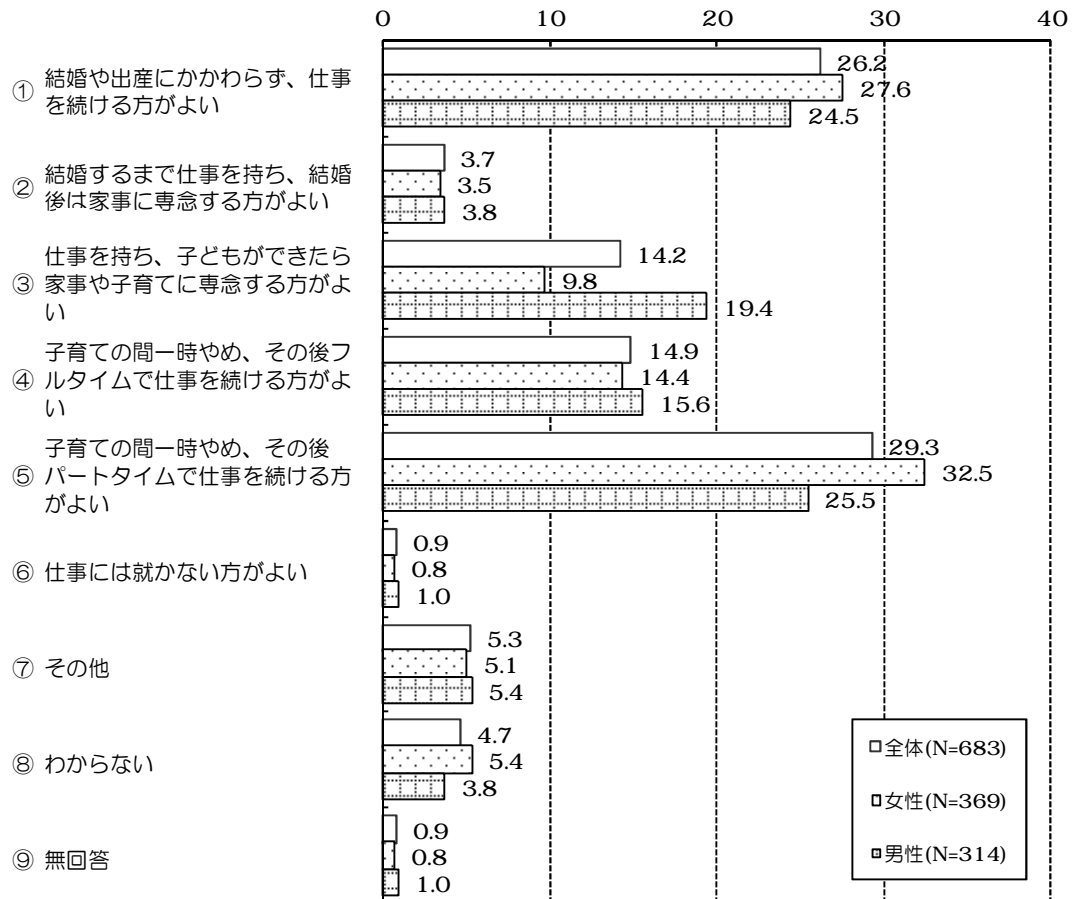 0 10 20 30 40
① 結婚や出産にかかわらず、仕事
を続ける方がよい
26.2
27.6
24.5
② 結婚するまで仕事を持ち、結婚
後は家事に専念する方がよい
3.7
3.5
3.8
仕事を持ち、子どもができたら
③ 家事や子育てに専念する方がよ
い
14.2
9.8
19.4
子育ての間一時やめ、その後フ
④ ルタイムで仕事を続ける方がよ
い
14.9
14.4
15.6
子育ての間一時やめ、その後
⑤ パートタイムで仕事を続ける方
がよい
29.3
32.5
25.5
⑥ 仕事には就かない方がよい
0.9
0.8
1.0
⑦ その他
5.3
5.1
5.4
⑧ わからない
4.7
5.4
3.8
⑨ 無回答
0.9
0.8
1.0
全体(N=683)
女性(N=369)
男性(N=314)